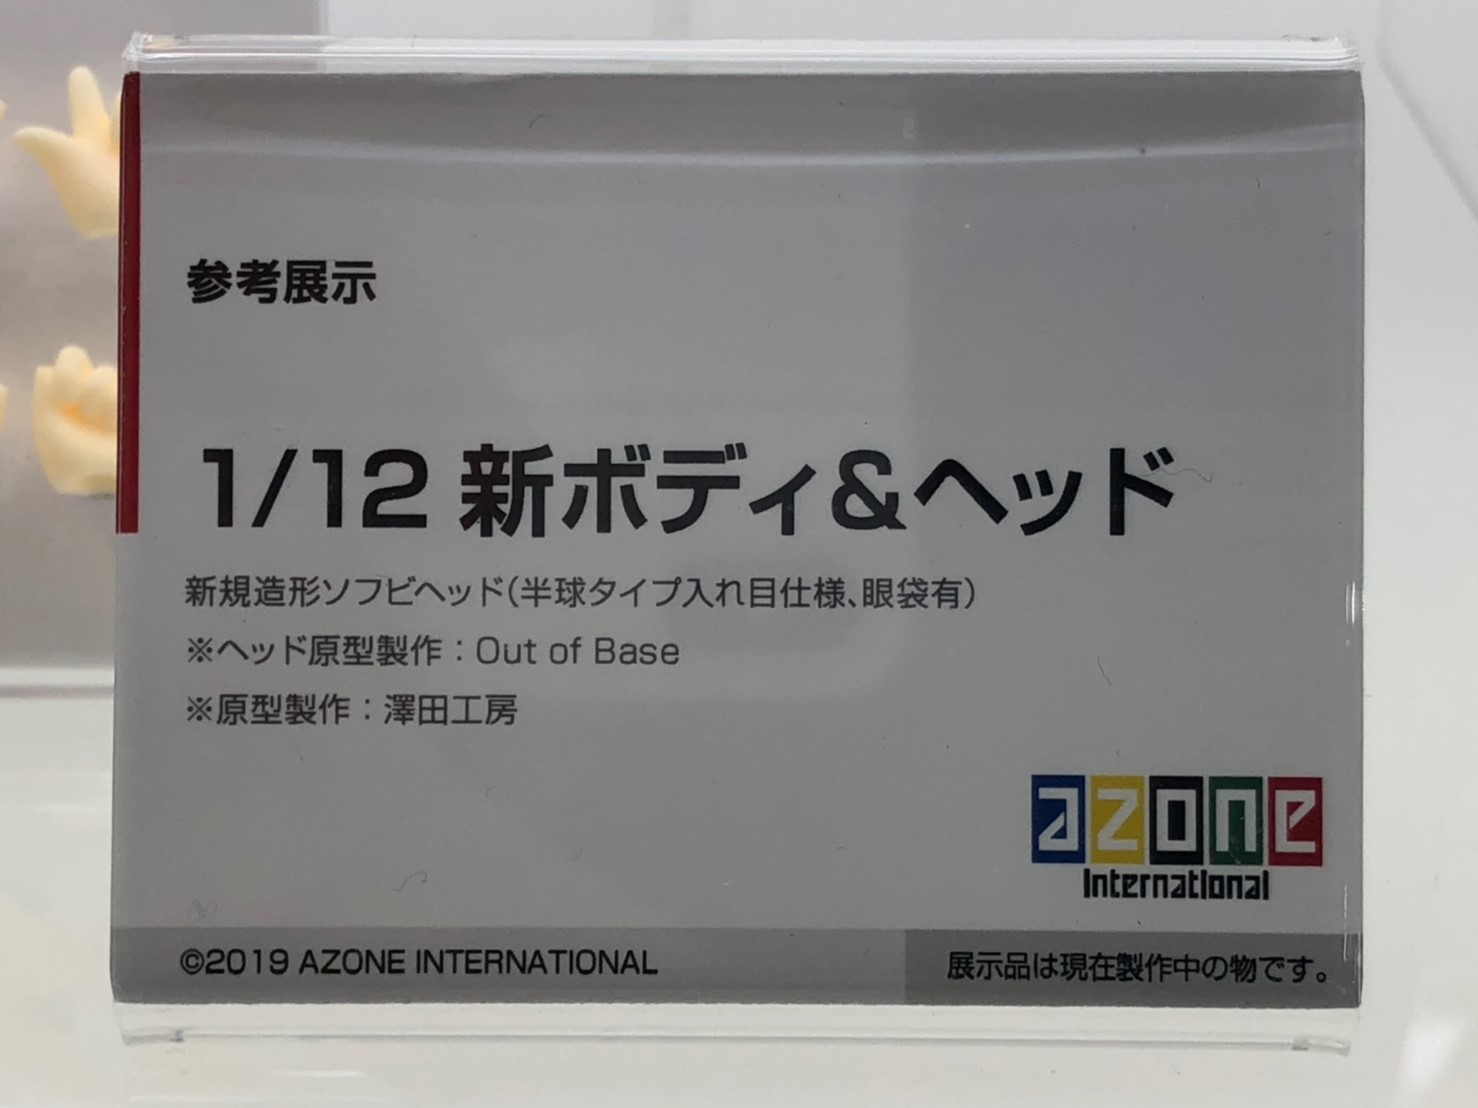 参考展示
1/12 新ボディ&ヘッド
新規造形ソフビヘッド(半球タイプ入れ目仕様、眼袋有)
※ヘッド原型製作：Out of Base
※原型製作：澤田工房
azone
International
©2019 AZONE INTERNATIONAL
展示品は現在製作中の物です。